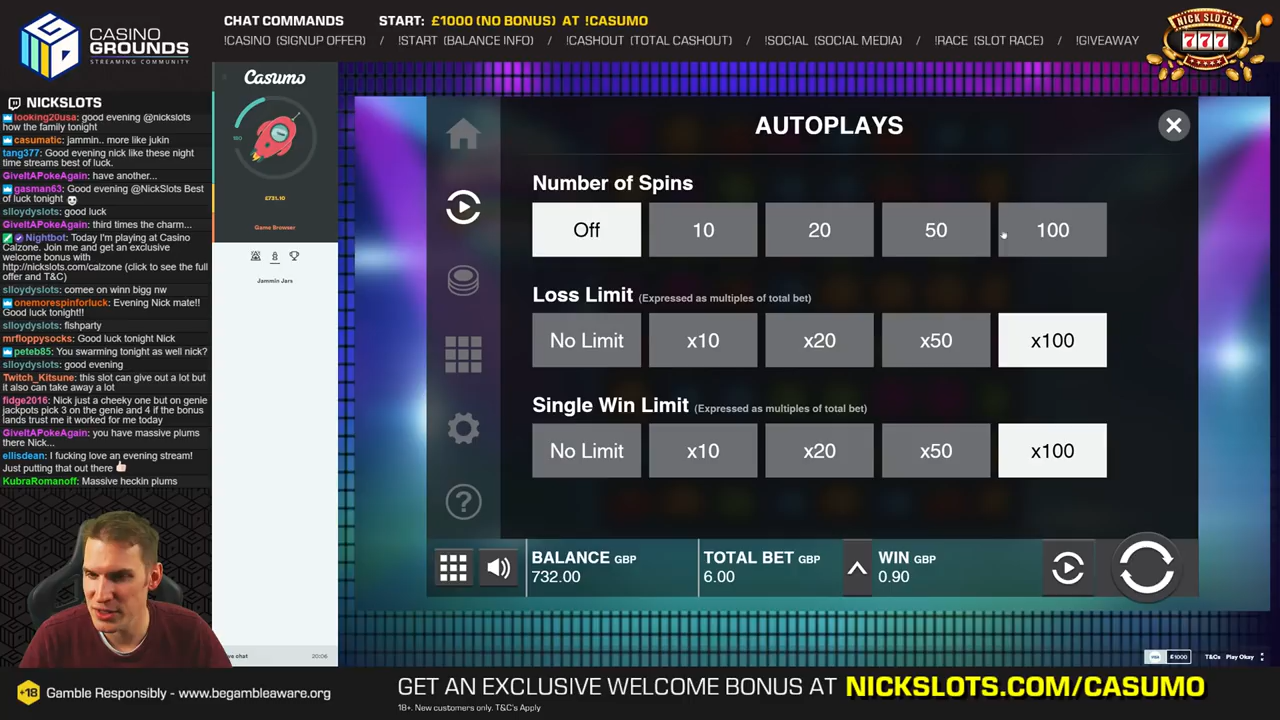 CASINO
GROUNDS
STREAMING COMMUNITY
CHAT COMMANDS
START: £1000 (NO BONUS) AT !CASUMO
!CASINO (SIGNUP OFFER) / !START (BALANCE INFO) / !CASHOUT (TOTAL CASHOUT) / !SOCIAL (SOCIAL MEDIA) / !RACE (SLOT RACE) / !GIVEAWAY
NICK SLOTS
777
NICKSLOTS
looking20usa: good evening @nickslots
how the family tonight
casumatic: jammin.. more like jukin
tang377: Good evening nick like these night
time streams best of luck.
GiveItAPokeAgain: have another...
gasman63: Good evening @NickSlots Best
of luck tonight
slloydyslots: good luck
GiveItAPokeAgain: third times the charm...
Nightbot: Today I'm playing at Casino
Calzone. Join me and get an exclusive
welcome bonus with
http://nickslots.com/calzone (click to see the full
offer and T&C)
slloydyslots: comee on winn bigg nw
onemorespinforluck: Evening Nick mate!!
Good luck tonight!!
slloydyslots: fishparty
mrfloppysocks: Good luck tonight Nick
peteb85: You swarming tonight as well nick?
slloydyslots: good evening
Twitch_Kitsune: this slot can give out a lot but
it also can take away a lot
fidge2016: Nick just a cheeky one but on genie
jackpots pick 3 on the genie and 4 if the bonus
lands trust me it worked for me today
GiveItAPokeAgain: you have massive plums
there Nick...
ellisdean: I fucking love an evening stream!
Just putting that out there
KubraRomanoff: Massive heckin plums
Casumo
£731.10
Game Browser
Jammin Jars
20:06
AUTOPLAYS
Number of Spins
Off 10 20 50 100
Loss Limit (Expressed as multiples of total bet)
No Limit x10 x20 x50 x100
Single Win Limit (Expressed as multiples of total bet)
No Limit x10 x20 x50 x100
BALANCE GBP
732.00
TOTAL BET GBP
6.00
WIN GBP
0.90
£1000 T&Cs Play Okay
+18 Gamble Responsibly - www.begambleaware.org
GET AN EXCLUSIVE WELCOME BONUS AT NICKSLOTS.COM/CASUMO
18+. New customers only. T&C's Apply